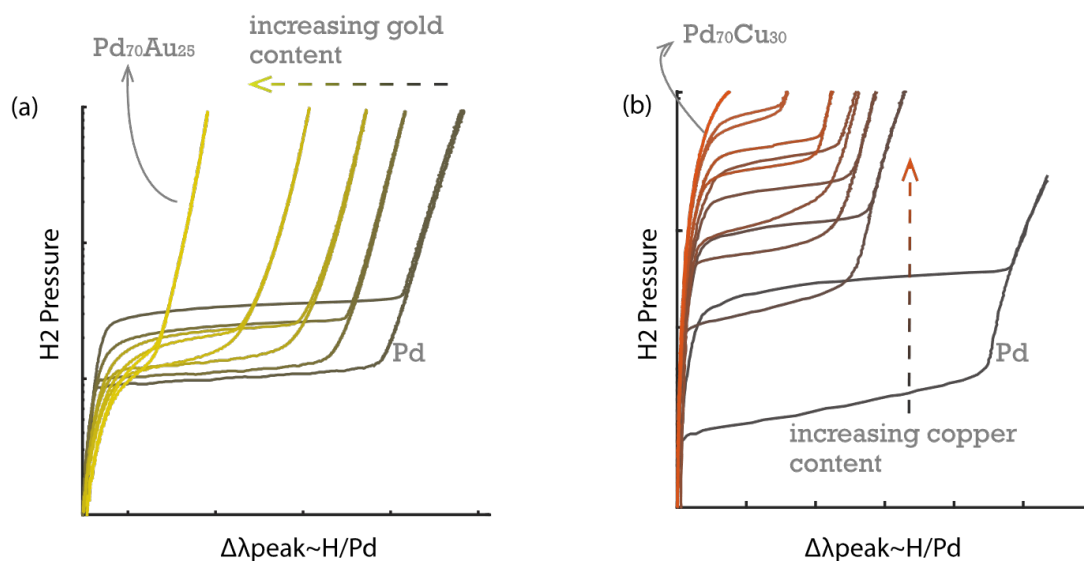 (a)
Pd₇₀Au₂₅
increasing gold
content
H2 Pressure
Pd
Δλpeak~H/Pd
(b)
Pd₇₀Cu₃₀
H2 Pressure
Pd
increasing copper
content
Δλpeak~H/Pd